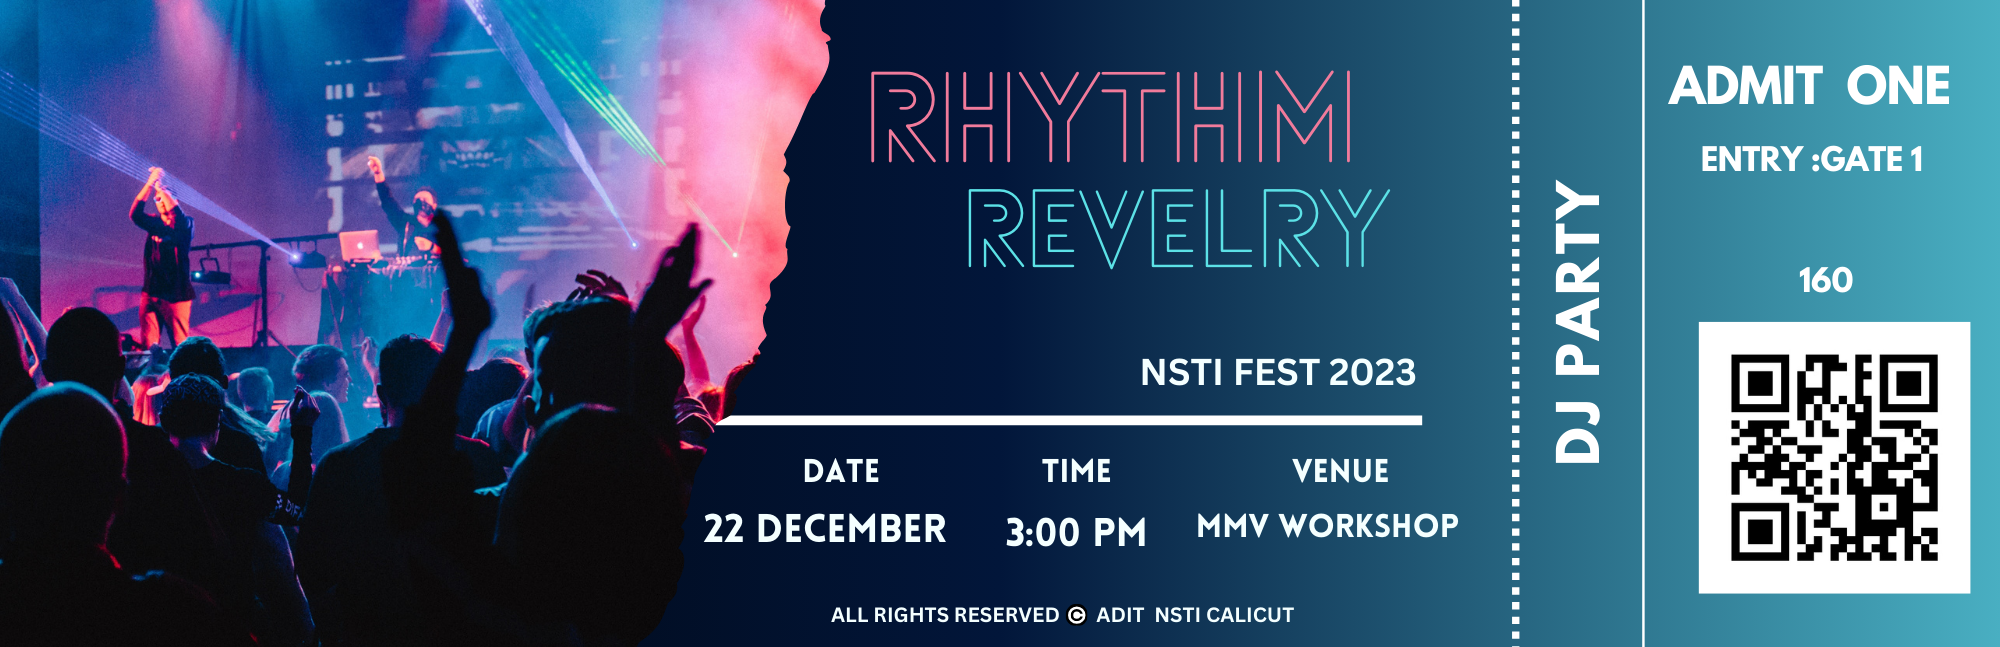 RHYTHM
REVELRY
NSTI FEST 2023
DATE
22 DECEMBER
TIME
3:00 PM
VENUE
MMV WORKSHOP
ALL RIGHTS RESERVED © ADIT NSTI CALICUT
DJ PARTY
ADMIT ONE
ENTRY :GATE 1
160